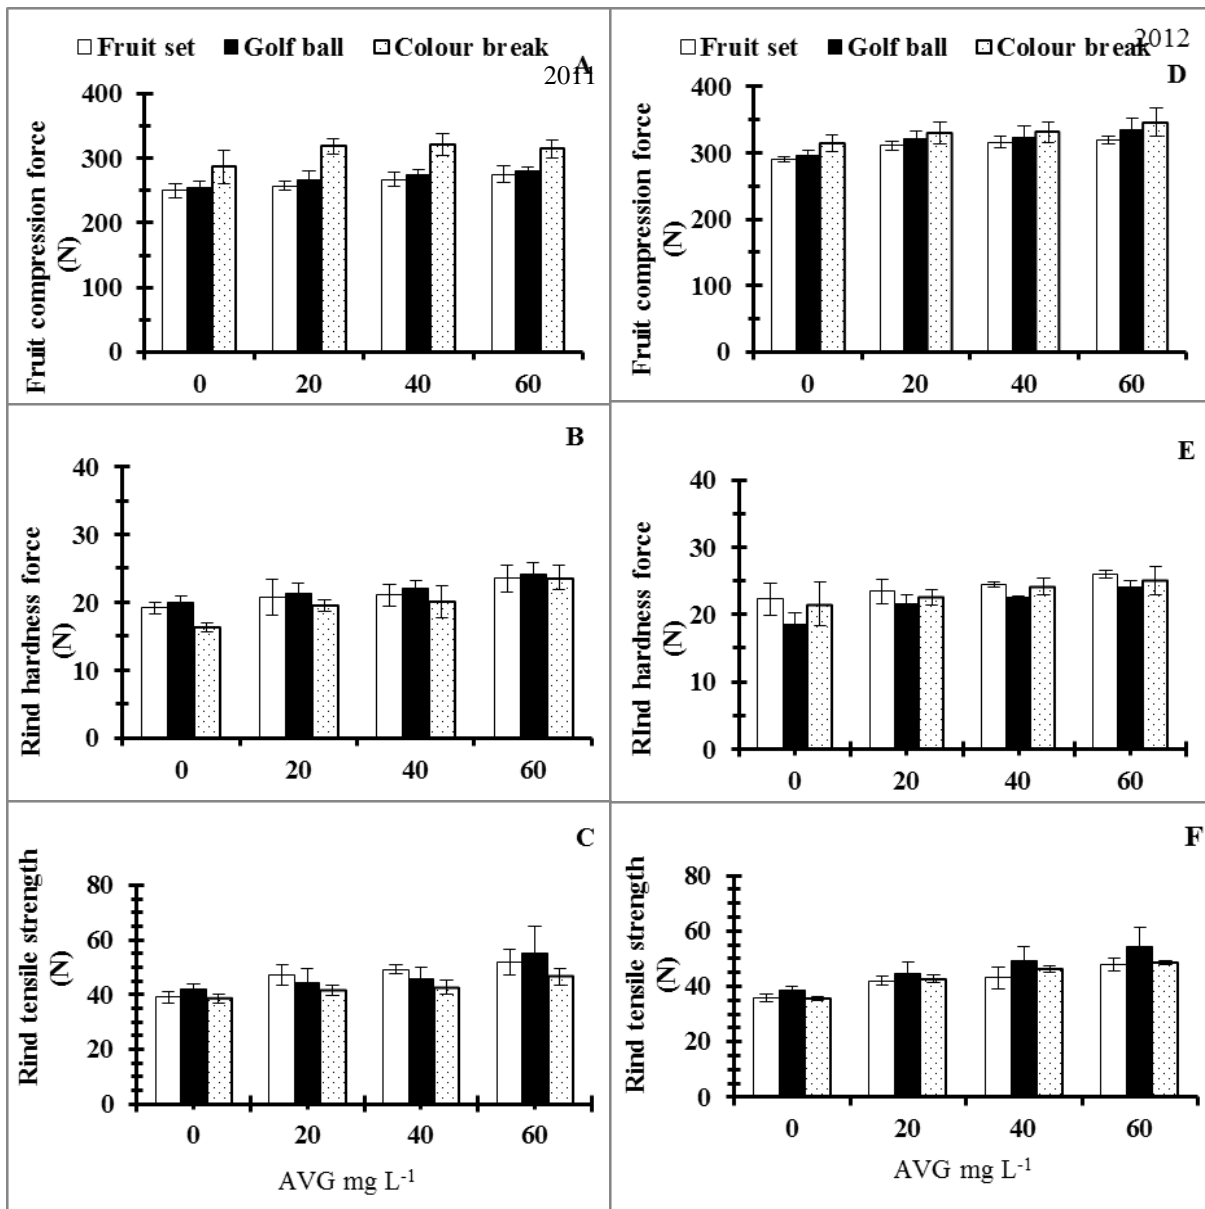 Fruit set Golf ball Colour break
A
2011
Fruit compression force
(N)
400
300
200
100
0
0 20 40 60
Fruit set Golf ball Colour break
2012
D
Fruit compression force
(N)
400
300
200
100
0
0 20 40 60
B
Rind hardness force
(N)
40
30
20
10
0
0 20 40 60
E
RInd hardness force
(N)
40
30
20
10
0
0 20 40 60
C
Rind tensile strength
(N)
80
60
40
20
0
0 20 40 60
AVG mg L-1
F
Rind tensile strength
(N)
80
60
40
20
0
0 20 40 60
AVG mg L-1